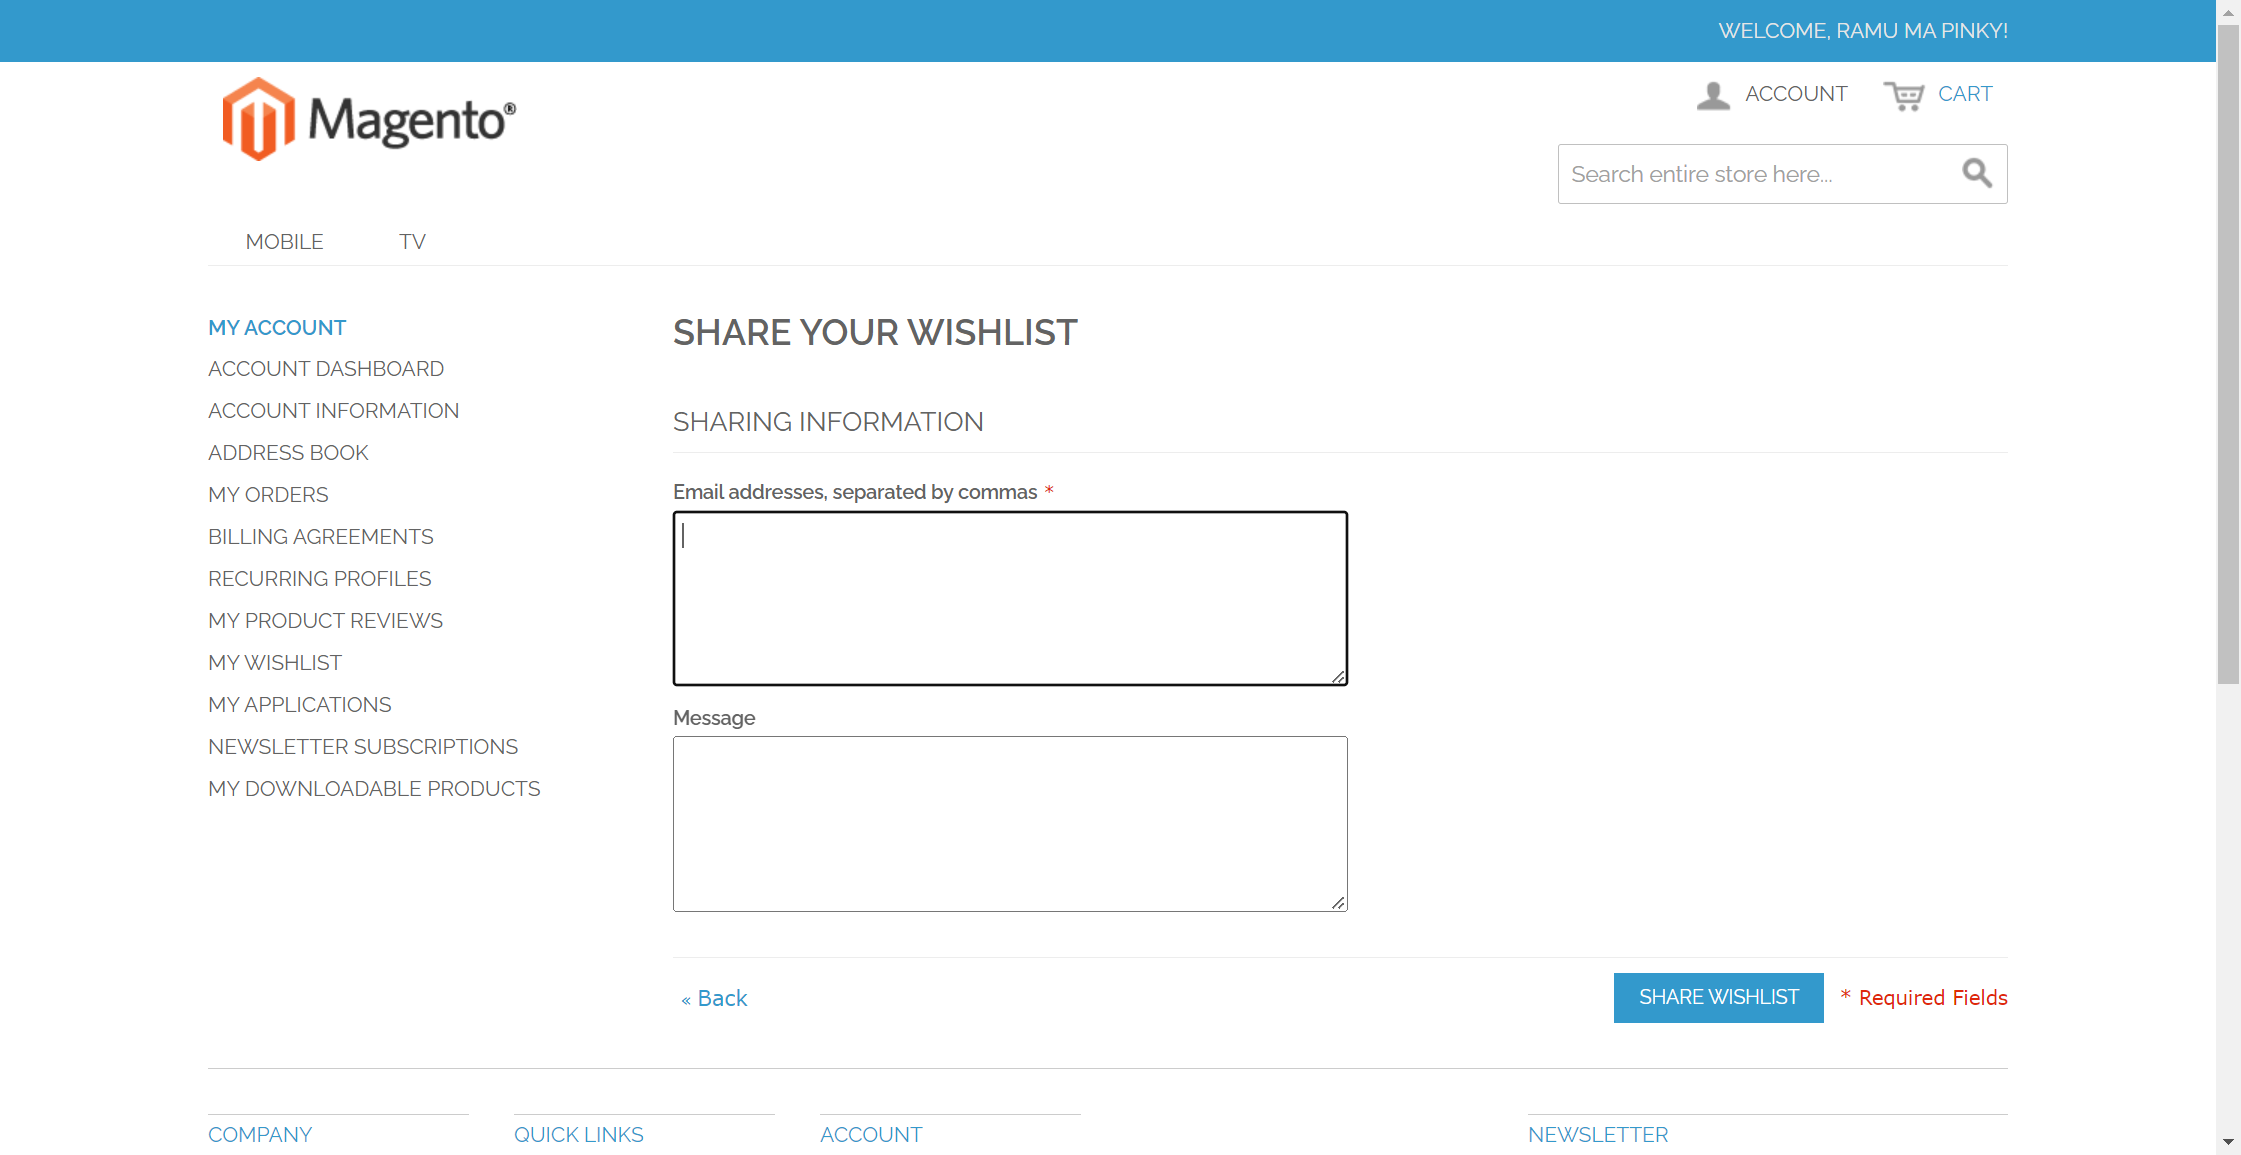 WELCOME, RAMU MA PINKY!
Magento®
ACCOUNT
CART
Search entire store here...
MOBILE
TV
MY ACCOUNT
ACCOUNT DASHBOARD
ACCOUNT INFORMATION
ADDRESS BOOK
MY ORDERS
BILLING AGREEMENTS
RECURRING PROFILES
MY PRODUCT REVIEWS
MY WISHLIST
MY APPLICATIONS
NEWSLETTER SUBSCRIPTIONS
MY DOWNLOADABLE PRODUCTS
SHARE YOUR WISHLIST
SHARING INFORMATION
Email addresses, separated by commas *
Message
« Back
SHARE WISHLIST
* Required Fields
COMPANY
QUICK LINKS
ACCOUNT
NEWSLETTER